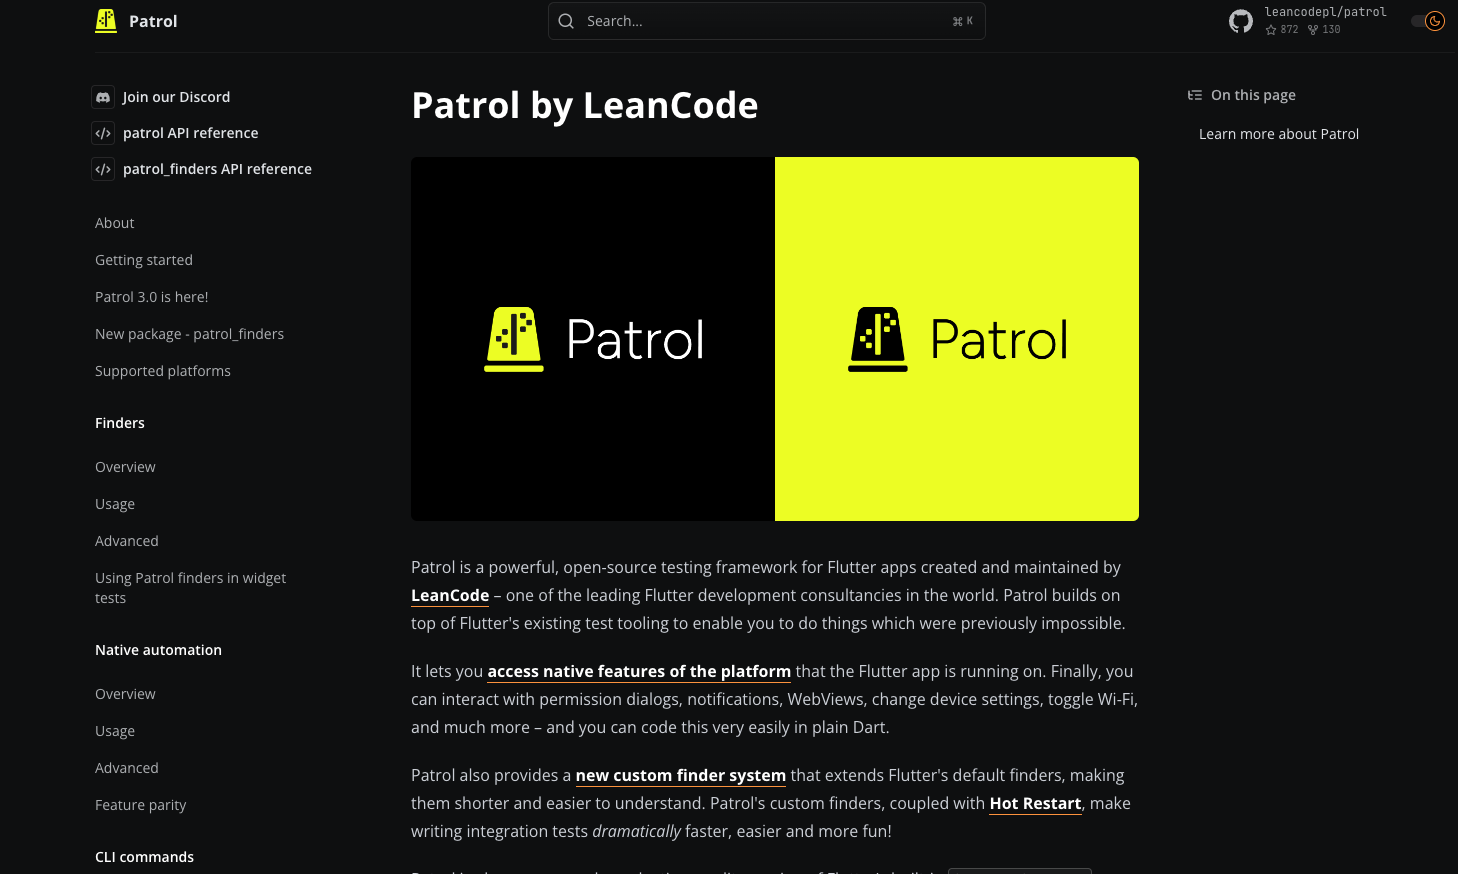 Patrol
Search...
⌘ K
leancodepl/patrol
872 130
Join our Discord
patrol API reference
patrol_finders API reference
About
Getting started
Patrol 3.0 is here!
New package - patrol_finders
Supported platforms
Finders
Overview
Usage
Advanced
Using Patrol finders in widget
tests
Native automation
Overview
Usage
Advanced
Feature parity
CLI commands
Patrol by LeanCode
Patrol
Patrol
Patrol is a powerful, open-source testing framework for Flutter apps created and maintained by
LeanCode – one of the leading Flutter development consultancies in the world. Patrol builds on
top of Flutter's existing test tooling to enable you to do things which were previously impossible.
It lets you access native features of the platform that the Flutter app is running on. Finally, you
can interact with permission dialogs, notifications, WebViews, change device settings, toggle Wi-Fi,
and much more – and you can code this very easily in plain Dart.
Patrol also provides a new custom finder system that extends Flutter's default finders, making
them shorter and easier to understand. Patrol's custom finders, coupled with Hot Restart, make
writing integration tests dramatically faster, easier and more fun!
On this page
Learn more about Patrol